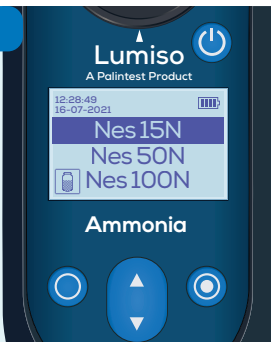 Lumiso
A Palintest Product
12:28:49
16-07-2021
Nes 15N
Nes 50N
Nes 100N
Ammonia